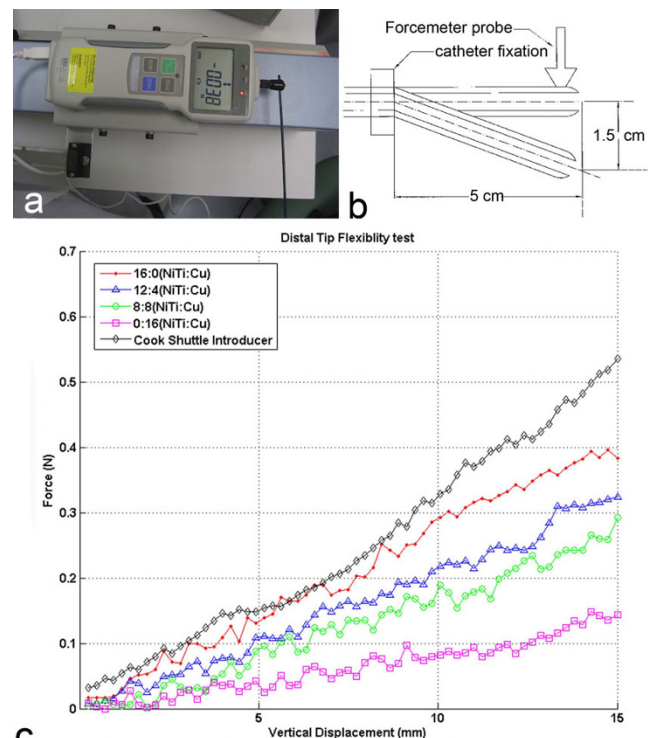 0038
a
Forcemeter probe
catheter fixation
1.5 cm
5 cm
b
Distal Tip Flexiblity test
16:0(NiTi:Cu)
12:4(NiTi:Cu)
8:8(NiTi:Cu)
0:16(NiTi:Cu)
Cook Shuttle Introducer
0.7
0.6
0.5
0.4
0.3
0.2
0.1
0
Force (N)
5
10
15
Vertical Displacement (mm)
c